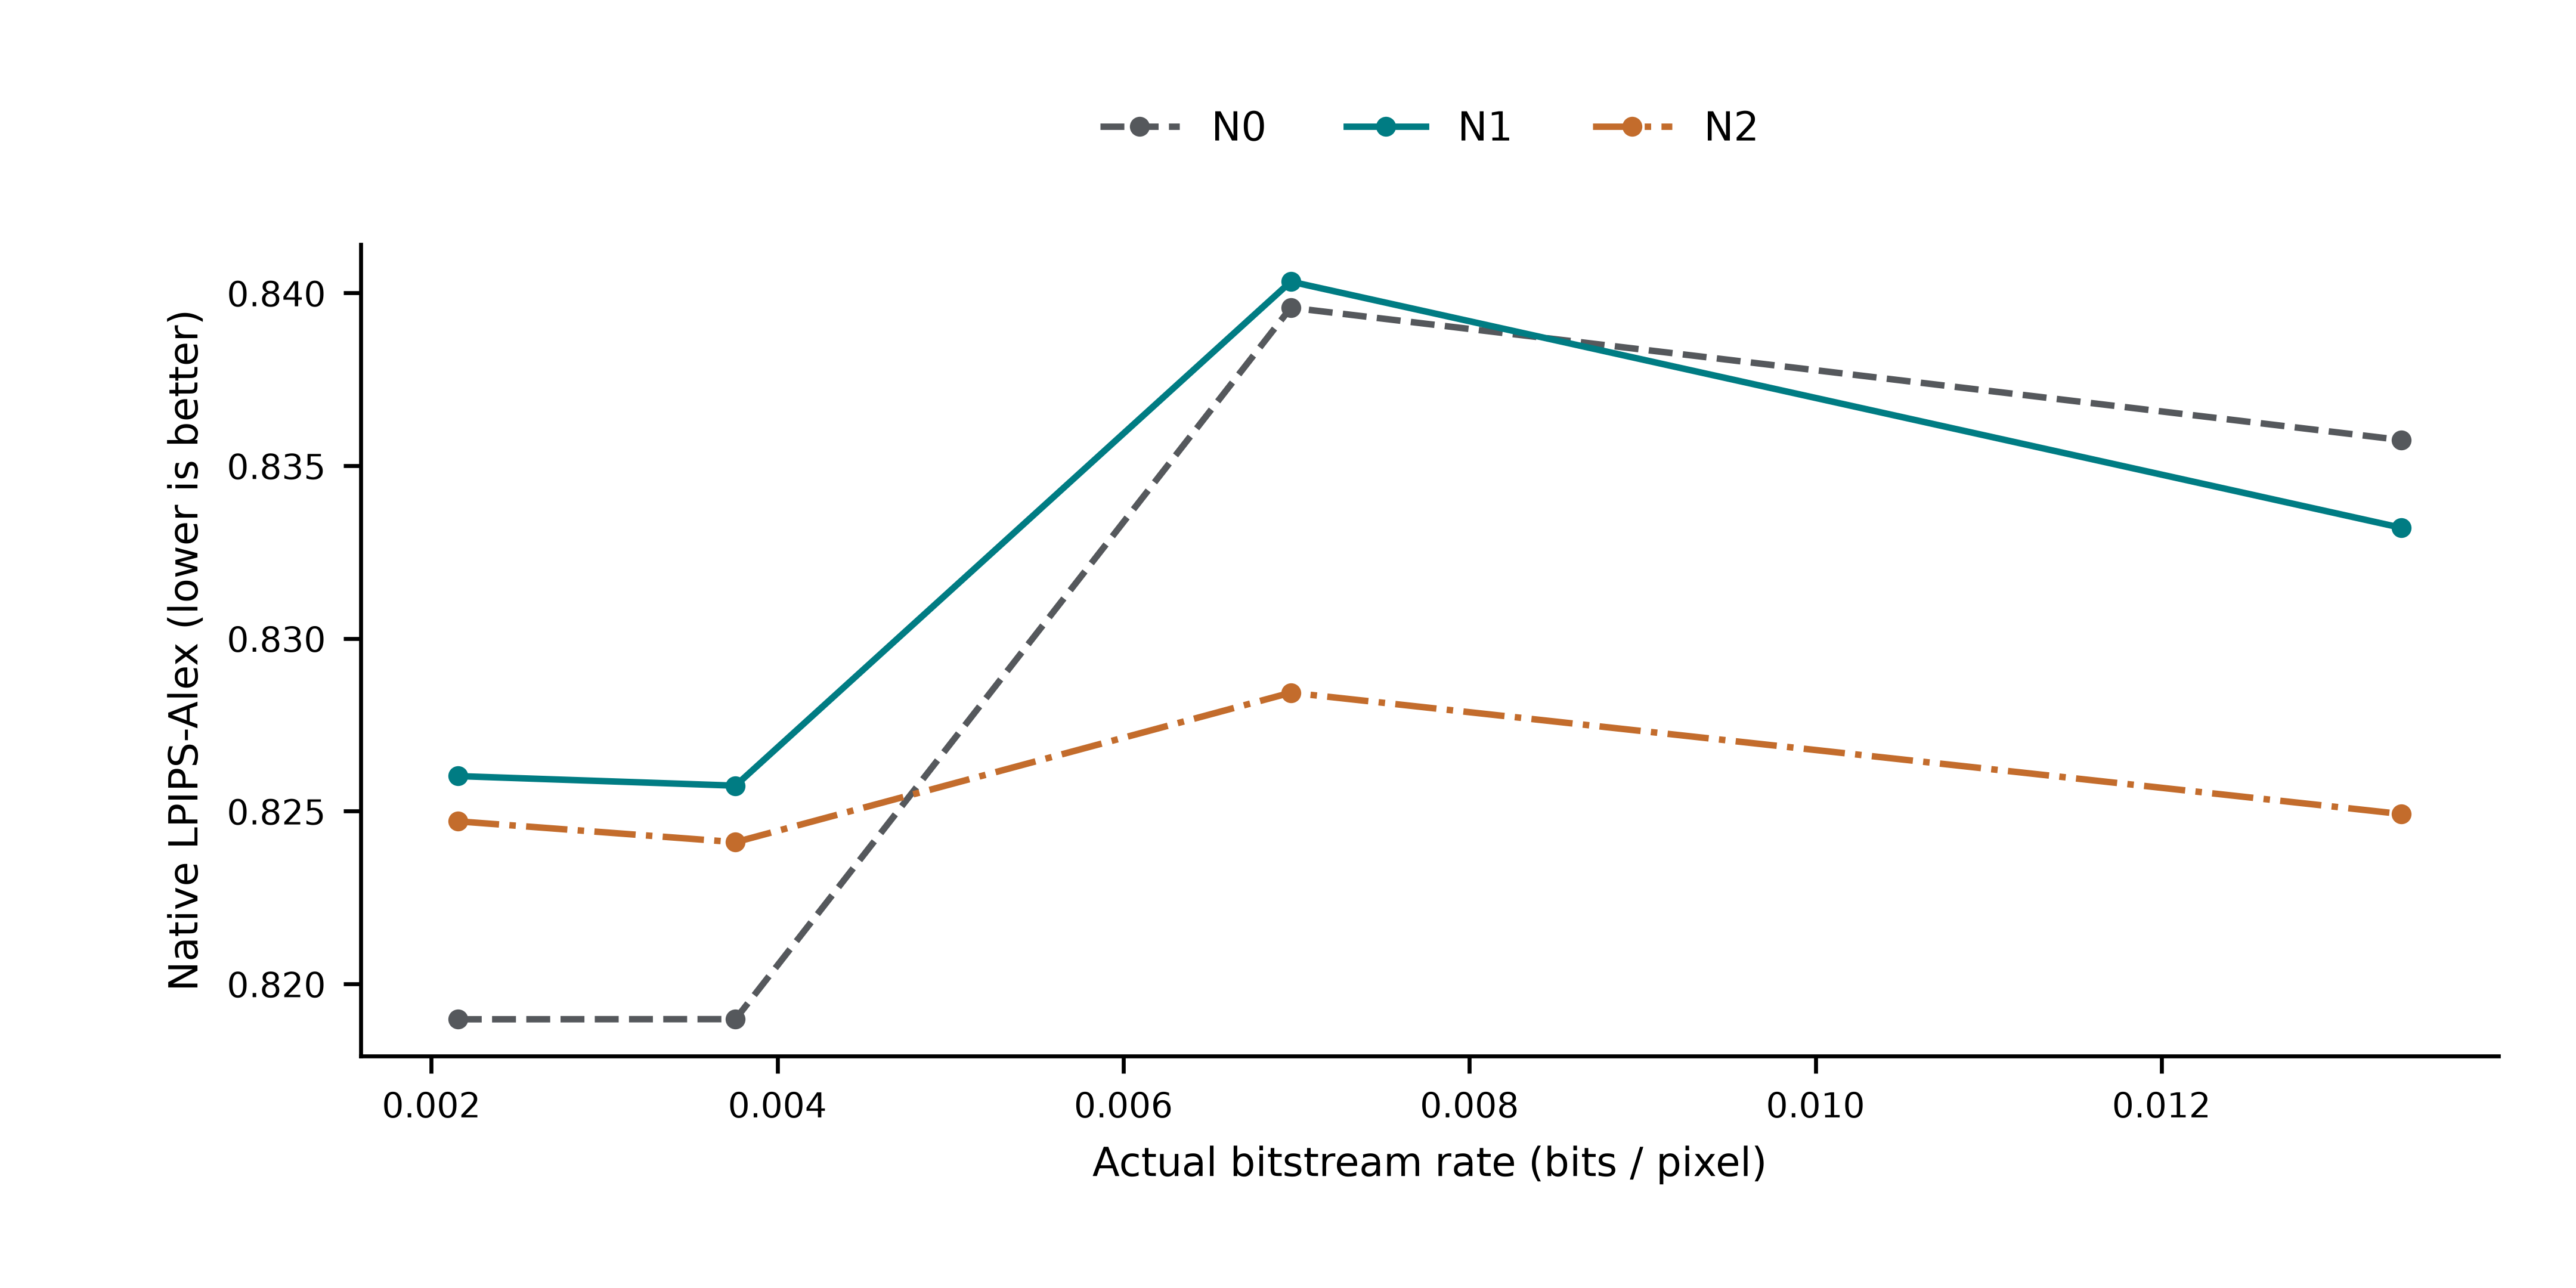 N0 N1 N2
Native LPIPS-Alex (lower is better)
0.840
0.835
0.830
0.825
0.820
0.002 0.004 0.006 0.008 0.010 0.012
Actual bitstream rate (bits / pixel)